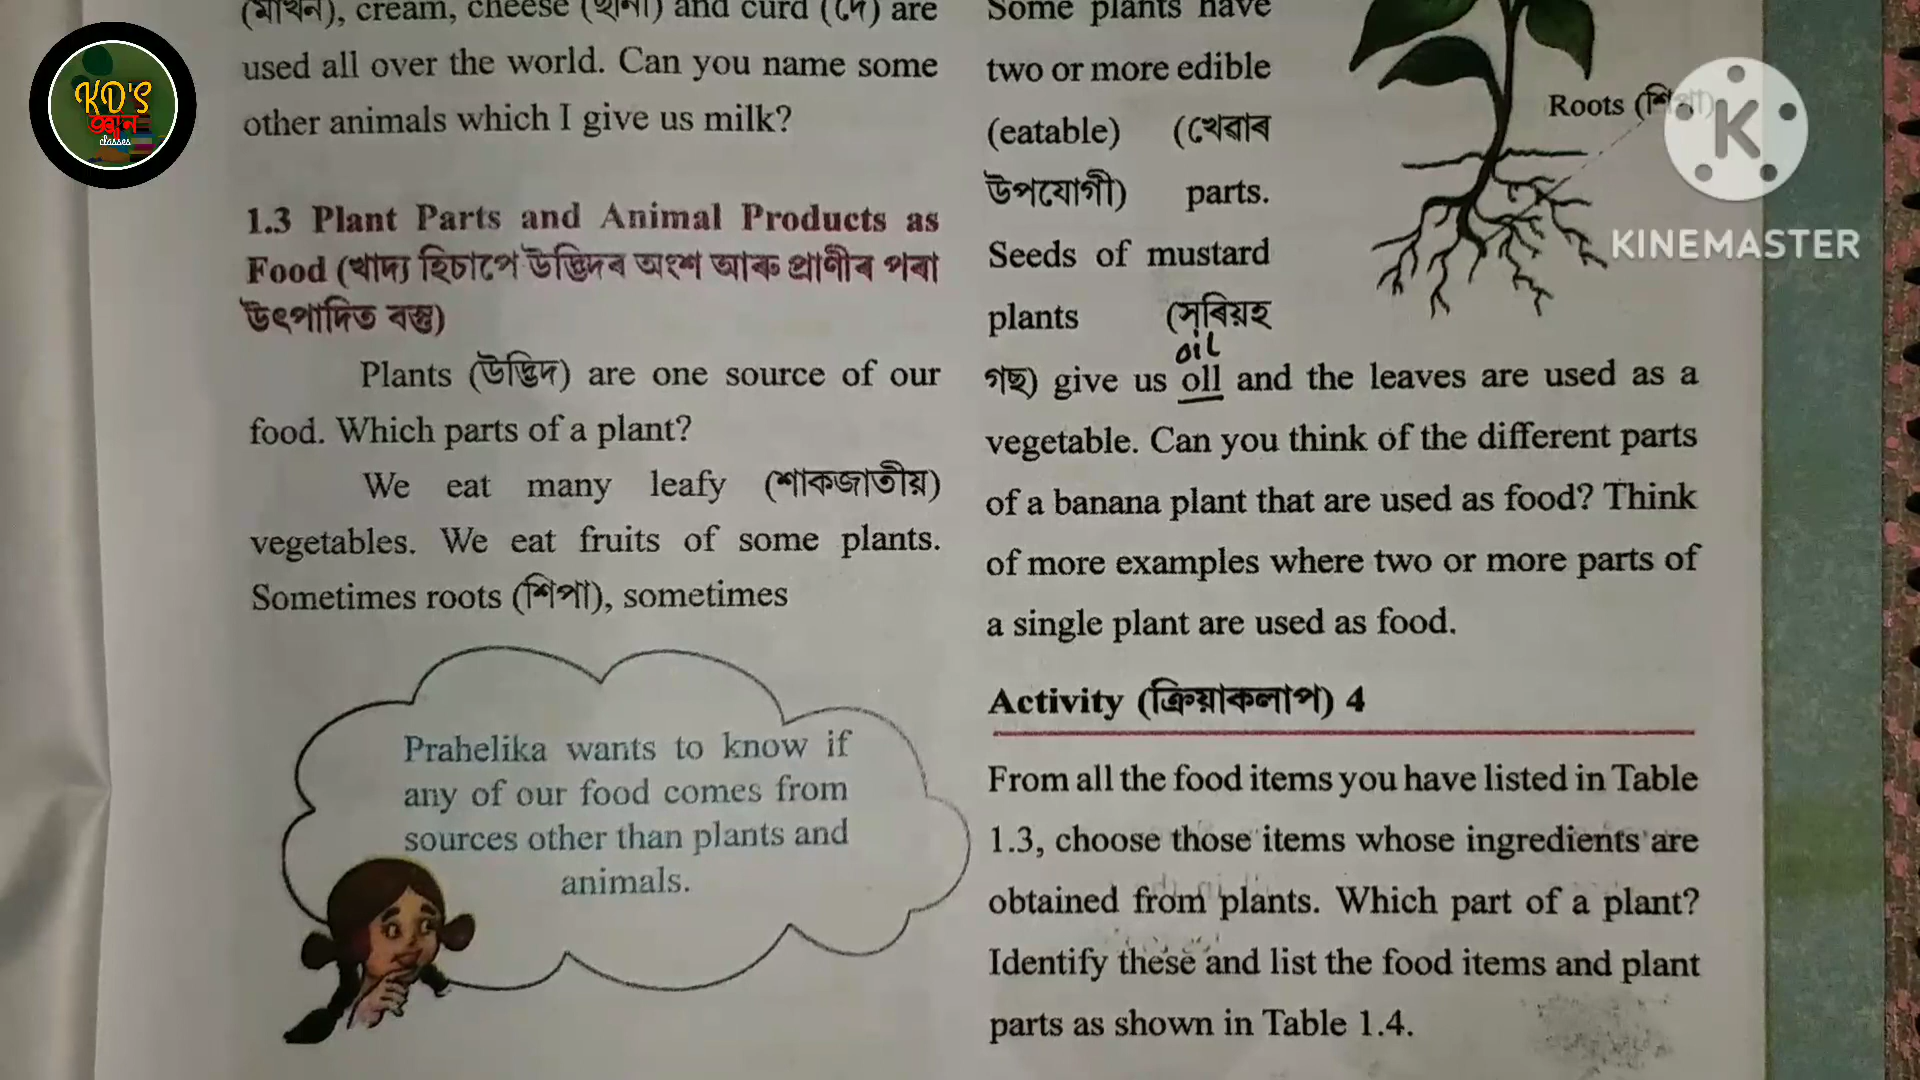 KD'S
জ্ঞান
classes
(মাখন), cream, cheese (ছানা) and curd (দৈ) are
used all over the world. Can you name some
other animals which I give us milk?
1.3 Plant Parts and Animal Products as
Food (খাদ্য হিচাপে উদ্ভিদৰ অংশ আৰু প্ৰাণীৰ পৰা
উৎপাদিত বস্তু)
Plants (উদ্ভিদ) are one source of our
food. Which parts of a plant?
We eat many leafy (শাকজাতীয়)
vegetables. We eat fruits of some plants.
Sometimes roots (শিপা), sometimes
Prahelika wants to know if
any of our food comes from
sources other than plants and
animals.
Some plants have
two or more edible
(eatable) (খোৱাৰ
উপযোগী) parts.
Seeds of mustard
plants (সৰিয়হ
oil
গছ) give us oll and the leaves are used as a
vegetable. Can you think of the different parts
of a banana plant that are used as food? Think
of more examples where two or more parts of
a single plant are used as food.
Activity (ক্ৰিয়াকলাপ) 4
From all the food items you have listed in Table
1.3, choose those items whose ingredients are
obtained from plants. Which part of a plant?
Identify these and list the food items and plant
parts as shown in Table 1.4.
Roots (শিপা)
K
KINEMASTER